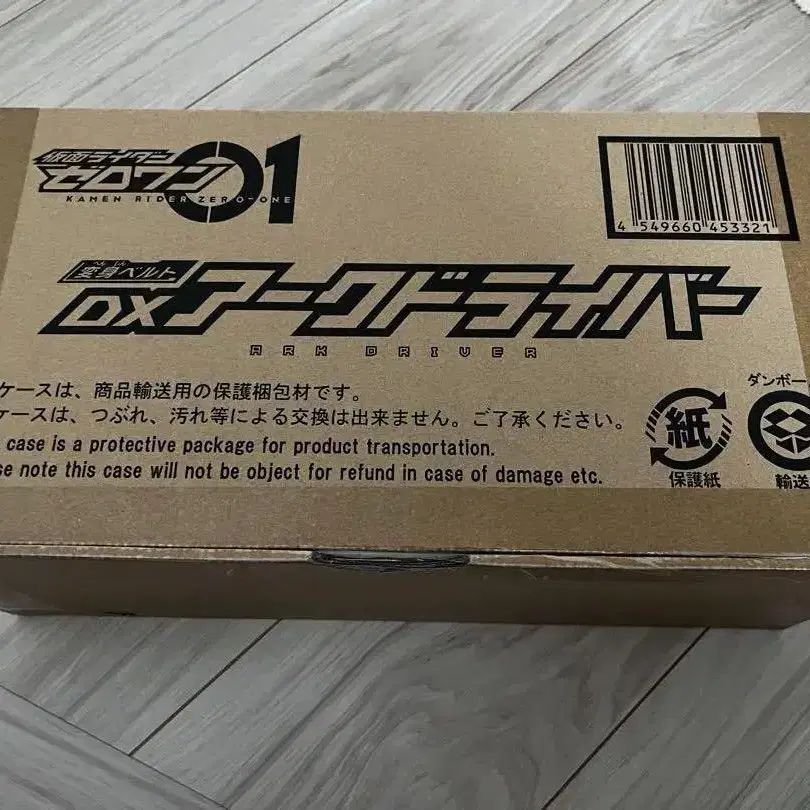 仮面ライダー
ゼロワン 01
KAMEN RIDER ZERO-ONE
4 549660 453321
へんしん
変身ベルト
DXアークドライバー
ARK DRIVER
ケースは、商品輸送用の保護梱包材です。
ケースは、つぶれ、汚れ等による交換は出来ません。ご了承ください。
case is a protective package for product transportation.
note this case will not be object for refund in case of damage etc.
紙
保護紙
ダンボー
輸送